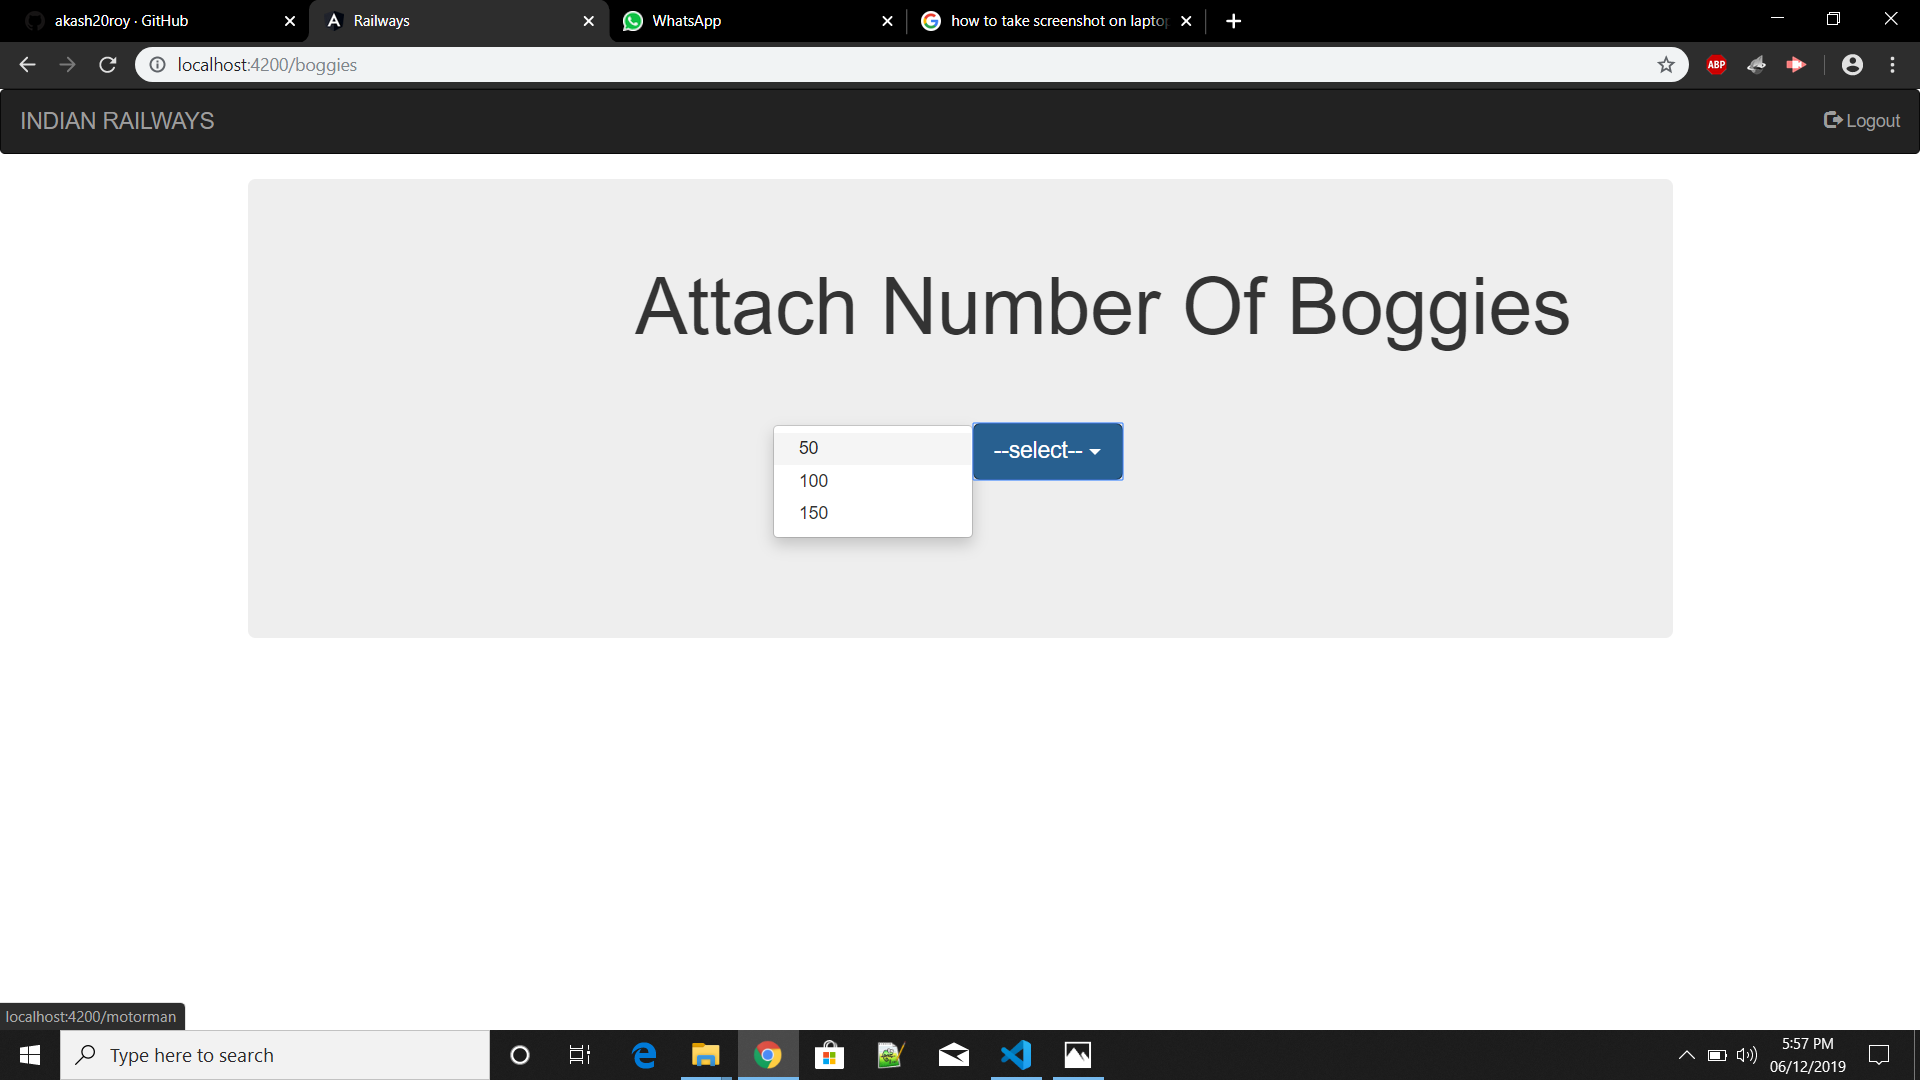 akash20roy · GitHub
Railways
WhatsApp
how to take screenshot on lapto
localhost:4200/boggies
ABP
INDIAN RAILWAYS
Logout
Attach Number Of Boggies
50
100
150
--select--
localhost:4200/motorman
Type here to search
5:57 PM
06/12/2019